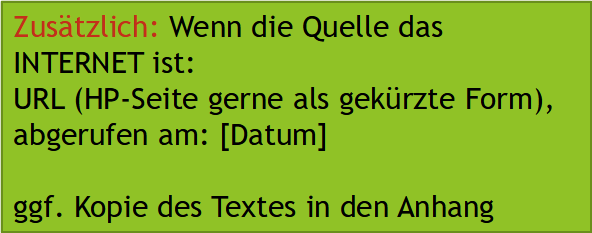 Zusätzlich: Wenn die Quelle das
INTERNET ist:
URL (HP-Seite gerne als gekürzte Form),
abgerufen am: [Datum]
ggf. Kopie des Textes in den Anhang